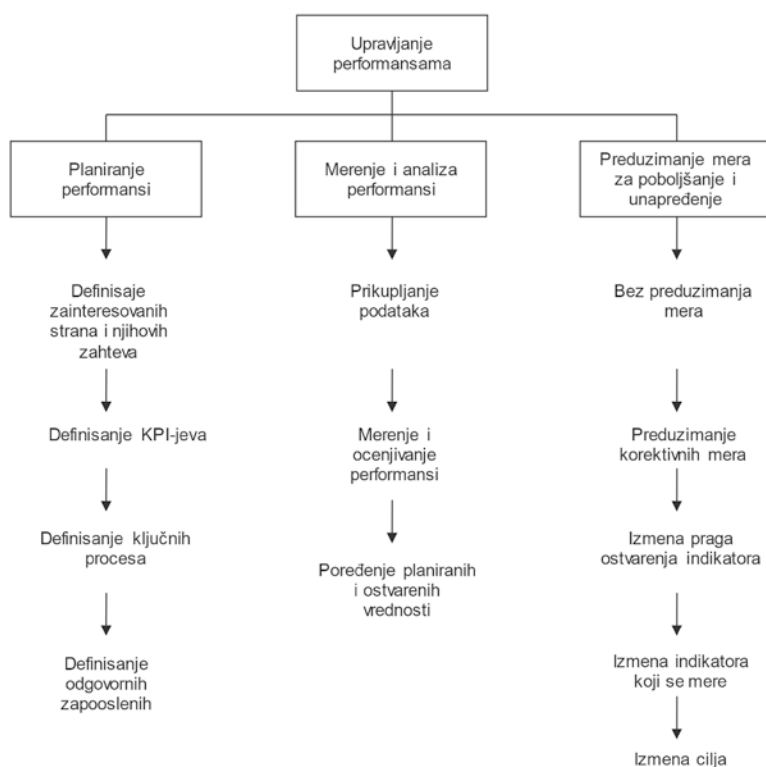 Upravljanje
performansama
Planiranje
performansi
Merenje i analiza
performansi
Preduzimanje mera
za poboljšanje i
unapređenje
Definisaje
zainteresovanih
strana i njihovih
zahteva
Definisanje KPI-jeva
Definisanje ključnih
procesa
Definisanje
odgovornih
zapooslenih
Prikupljanje
podataka
Merenje i
ocenjivanje
performansi
Poređenje planiranih
i ostvarenih
vrednosti
Bez preduzimanja
mera
Preduzimanje
korektivnih mera
Izmena praga
ostvarenja indikatora
Izmena indikatora
koji se mere
Izmena cilja